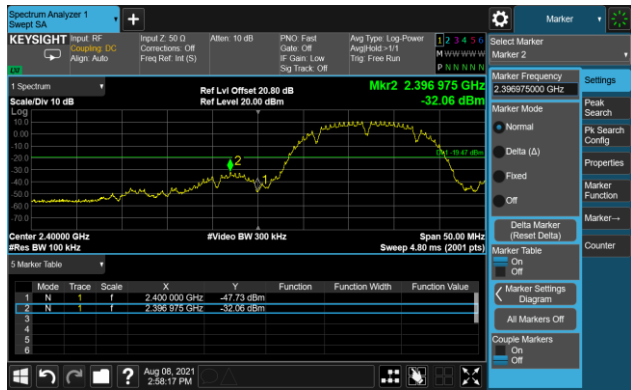 Spectrum Analyzer 1
Swept SA
Marker
KEYSIGHT
Input: RF
Coupling: DC
Align: Auto
Input Z: 50 Ω
Corrections: Off
Freq Ref: Int (S)
Atten: 10 dB
PNO: Fast
Gate: Off
IF Gain: Low
Sig Track: Off
Avg Type: Log-Power
Avg|Hold:>1/1
Trig: Free Run
1 2 3 4 5 6
M W W W W W
P N N N N N
Select Marker
Marker 2
1 Spectrum
Scale/Div 10 dB
Ref Lvl Offset 20.80 dB
Ref Level 20.00 dBm
Mkr2 2.396 975 GHz
-32.06 dBm
Log
10.0
0.00
-10.0
-20.0
-30.0
-40.0
-50.0
-60.0
-70.0
DL1 -19.47 dBm
2
1
Center 2.40000 GHz
#Res BW 100 kHz
#Video BW 300 kHz
Span 50.00 MHz
Sweep 4.80 ms (2001 pts)
5 Marker Table
Mode Trace Scale X Y Function Function Width Function Value
1 N 1 f 2.400 000 GHz -47.73 dBm
2 N 1 f 2.396 975 GHz -32.06 dBm
3
4
5
6
Marker Frequency
2.396975000 GHz
Marker Mode
Normal
Delta (Δ)
Fixed
Off
Delta Marker
(Reset Delta)
Marker Table
On
Off
Marker Settings
Diagram
All Markers Off
Couple Markers
On
Off
Settings
Peak
Search
Pk Search
Config
Properties
Marker
Function
Marker→
Counter
?
Aug 08, 2021
2:58:17 PM